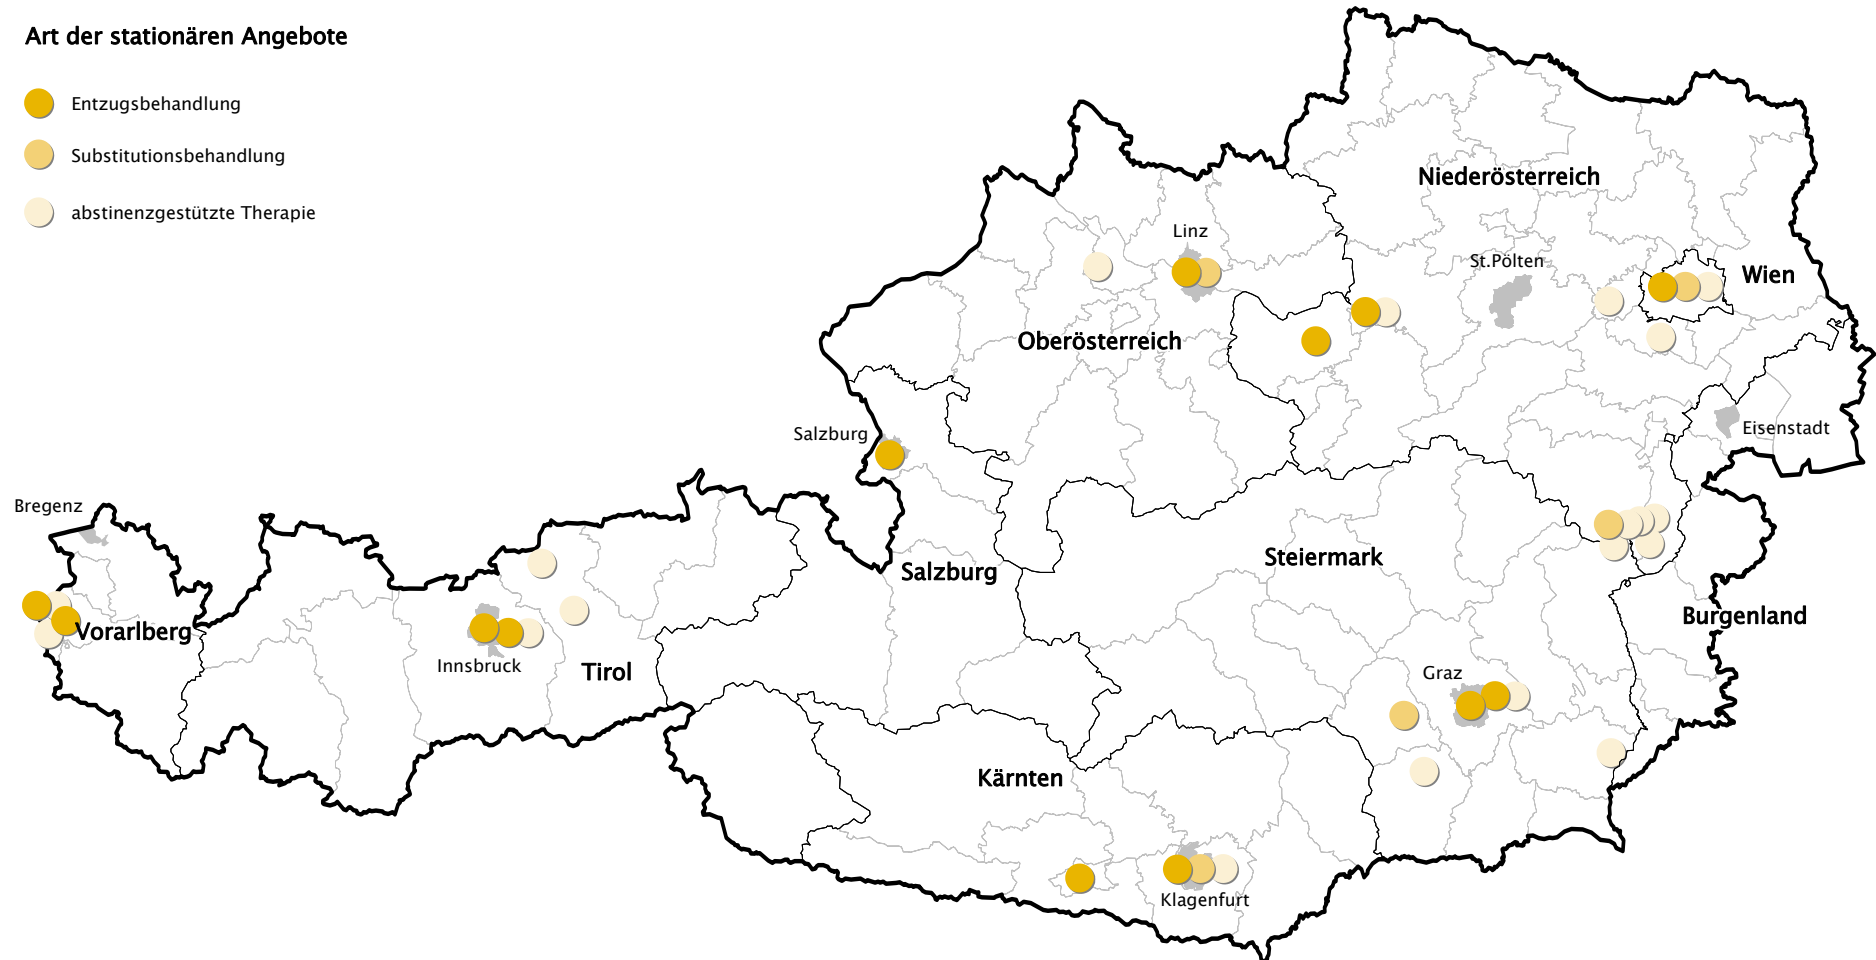 Art der stationären Angebote
Entzugsbehandlung
Substitutionsbehandlung
abstinenzgestützte Therapie
Niederösterreich
Linz
St.Pölten
Wien
Oberösterreich
Salzburg
Eisenstadt
Bregenz
Steiermark
Salzburg
Burgenland
Vorarlberg
Innsbruck
Tirol
Graz
Kärnten
Klagenfurt